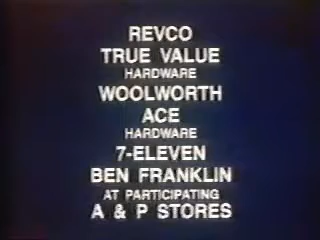 REVCO
TRUE VALUE
HARDWARE
WOOLWORTH
ACE
HARDWARE
7-ELEVEN
BEN FRANKLIN
AT PARTICIPATING
A & P STORES